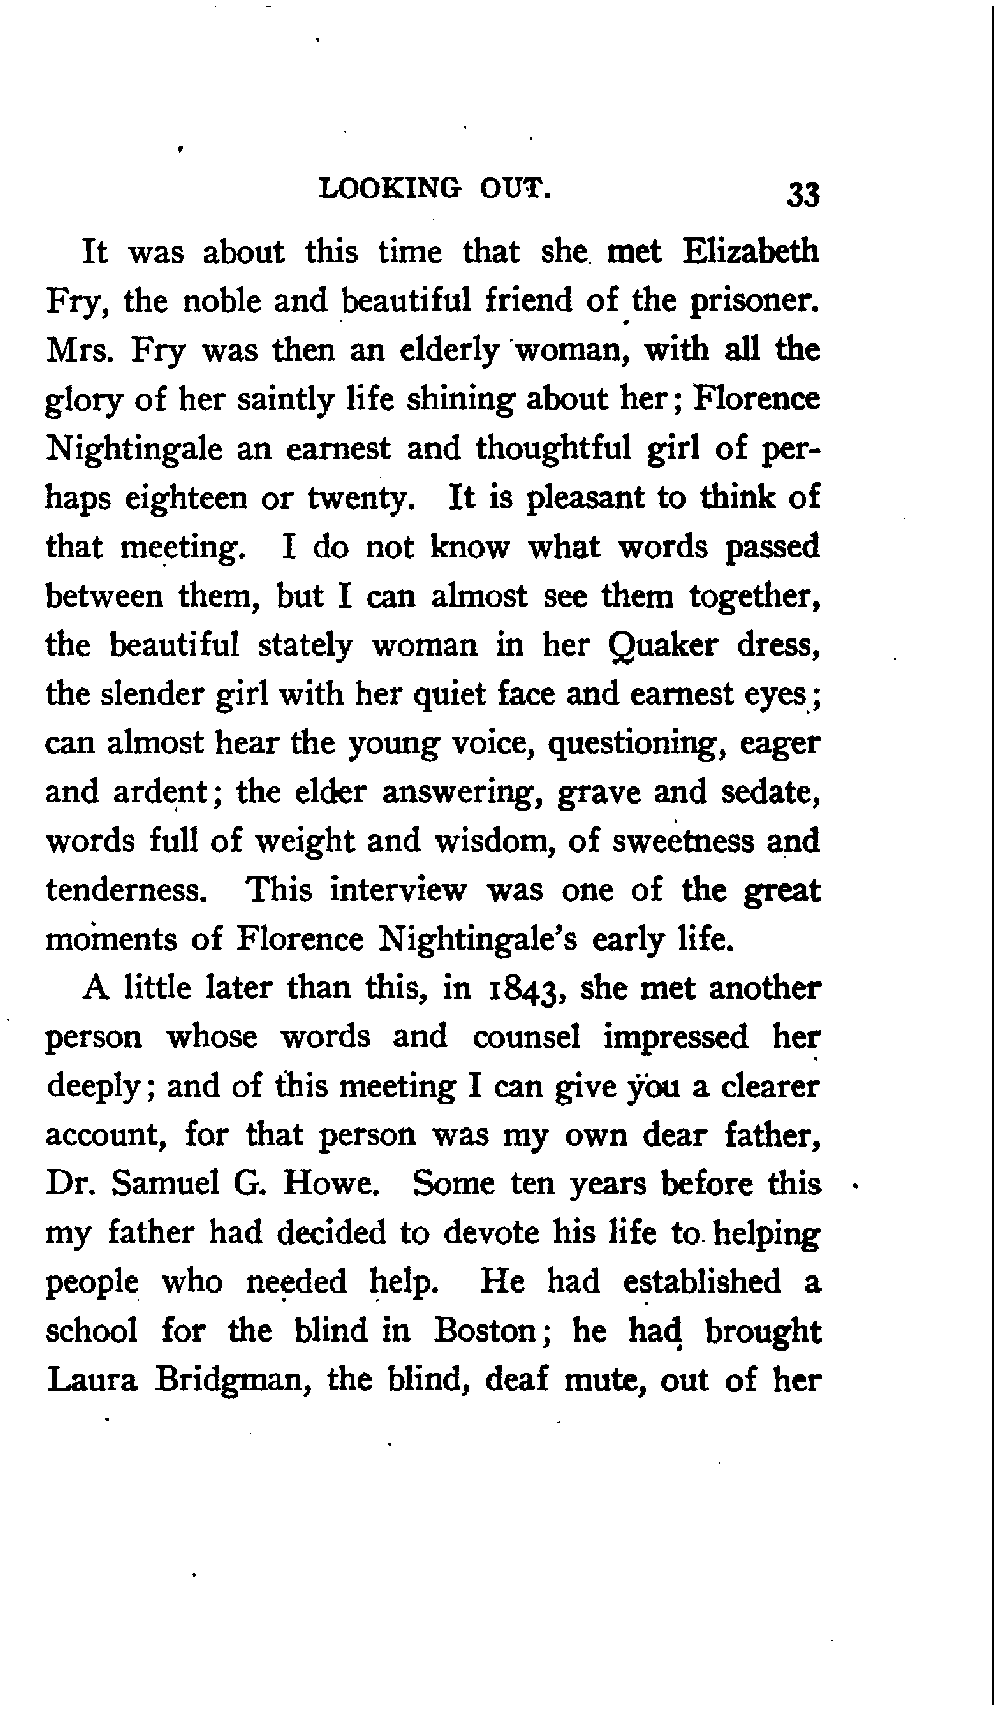 LOOKING OUT. 33
It was about this time that she met Elizabeth
Fry, the noble and beautiful friend of the prisoner.
Mrs. Fry was then an elderly woman, with all the
glory of her saintly life shining about her; Florence
Nightingale an earnest and thoughtful girl of per-
haps eighteen or twenty. It is pleasant to think of
that meeting. I do not know what words passed
between them, but I can almost see them together,
the beautiful stately woman in her Quaker dress,
the slender girl with her quiet face and earnest eyes;
can almost hear the young voice, questioning, eager
and ardent; the elder answering, grave and sedate,
words full of weight and wisdom, of sweetness and
tenderness. This interview was one of the great
moments of Florence Nightingale's early life.
A little later than this, in 1843, she met another
person whose words and counsel impressed her
deeply; and of this meeting I can give you a clearer
account, for that person was my own dear father,
Dr. Samuel G. Howe. Some ten years before this
my father had decided to devote his life to helping
people who needed help. He had established a
school for the blind in Boston; he had brought
Laura Bridgman, the blind, deaf mute, out of her